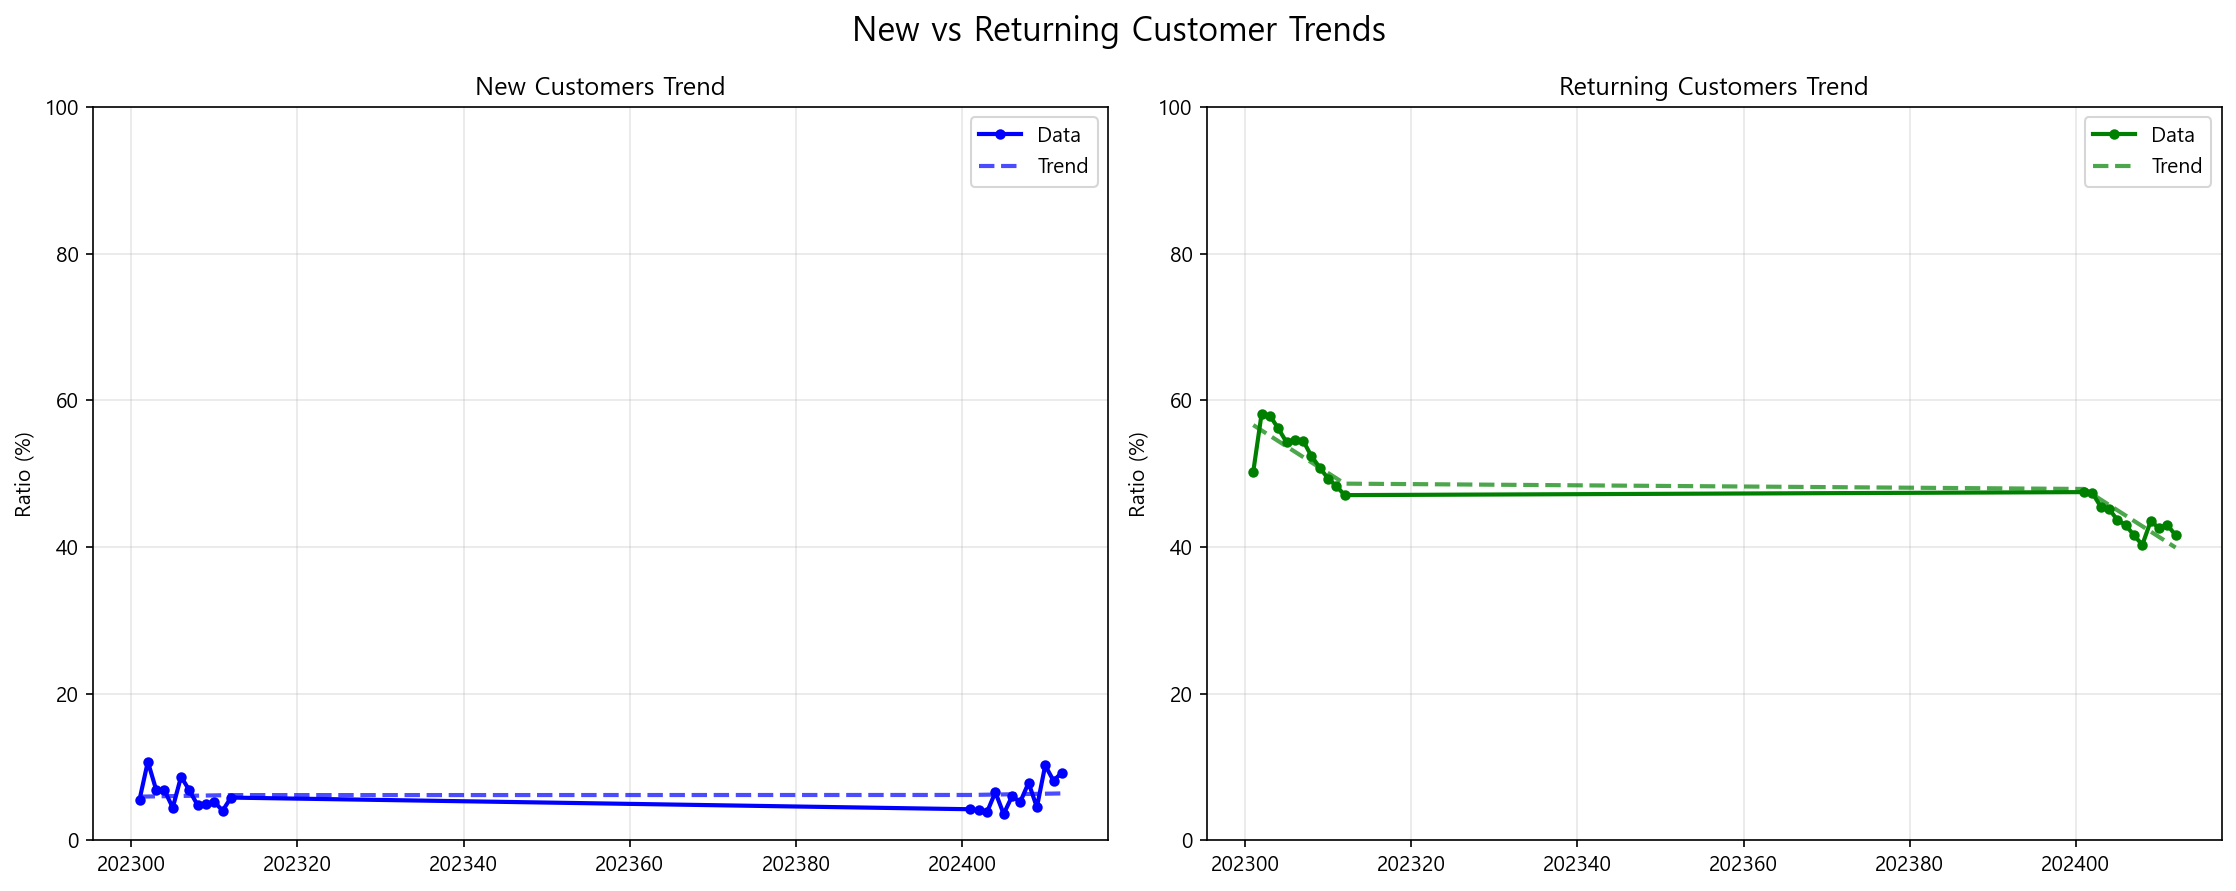 New vs Returning Customer Trends
New Customers Trend
100
80
60
40
20
0
Ratio (%)
202300 202320 202340 202360 202380 202400
Data
Trend
Returning Customers Trend
100
80
60
40
20
0
Ratio (%)
202300 202320 202340 202360 202380 202400
Data
Trend